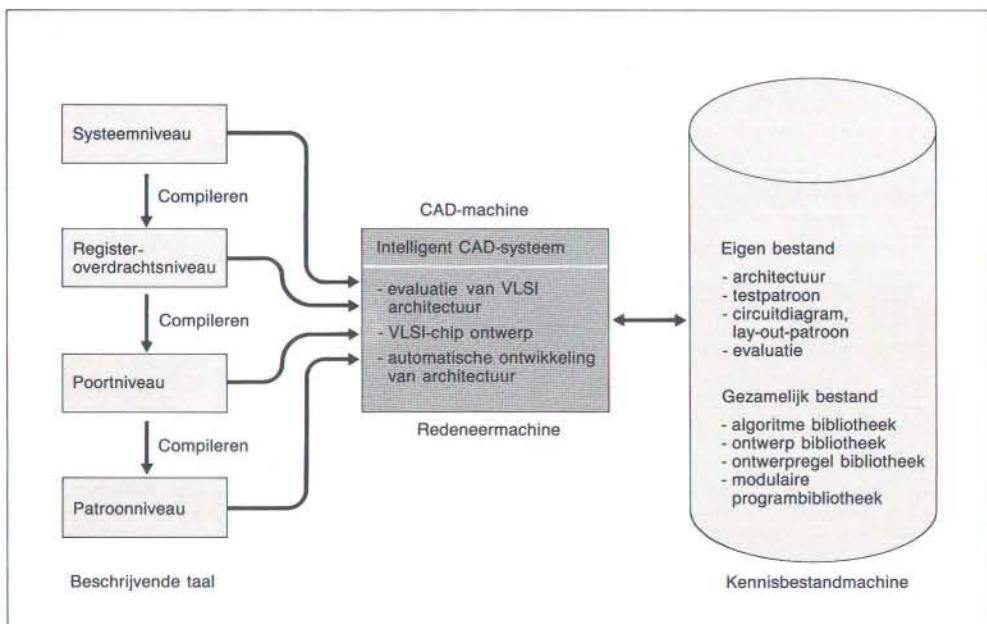 Systeemniveau
Compileren
Register-
overdrachtsniveau
Compileren
Poortniveau
Compileren
Patroonniveau
Beschrijvende taal
CAD-machine
Intelligent CAD-systeem
- evaluatie van VLSI
architectuur
- VLSI-chip ontwerp
- automatische ontwikkeling
van architectuur
Redeneermachine
Eigen bestand
- architectuur
- testpatroon
- circuitdiagram,
lay-out-patroon
- evaluatie
Gezamelijk bestand
- algoritme bibliotheek
- ontwerp bibliotheek
- ontwerpregel bibliotheek
- modulaire
programbibliotheek
Kennisbestandmachine